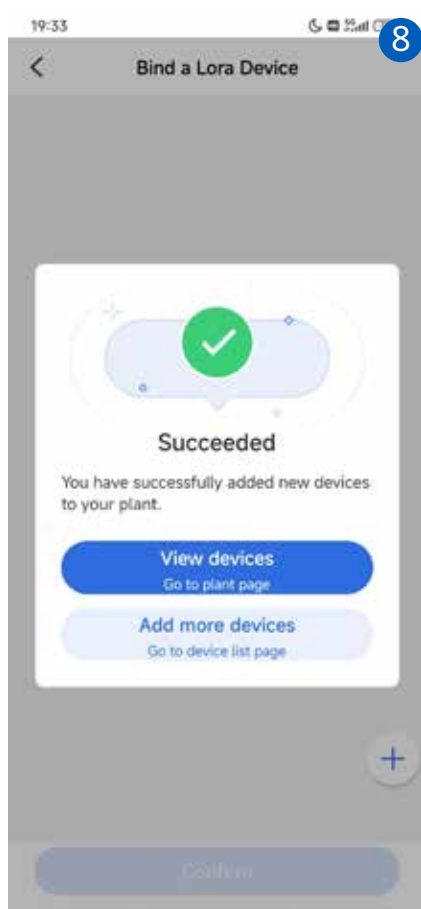 19:33
8
Bind a Lora Device
Succeeded
You have successfully added new devices
to your plant.
View devices
Go to plant page
Add more devices
Go to device list page
Confirm